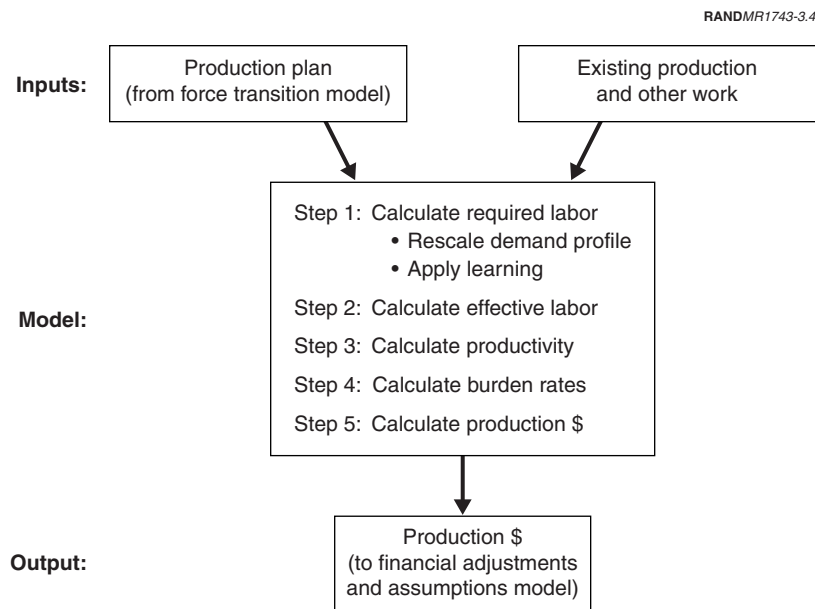 RANDMR1743-3.4
Inputs:
Production plan
(from force transition model)
Existing production
and other work
Model:
Step 1: Calculate required labor
• Rescale demand profile
• Apply learning
Step 2: Calculate effective labor
Step 3: Calculate productivity
Step 4: Calculate burden rates
Step 5: Calculate production $
Output:
Production $
(to financial adjustments
and assumptions model)